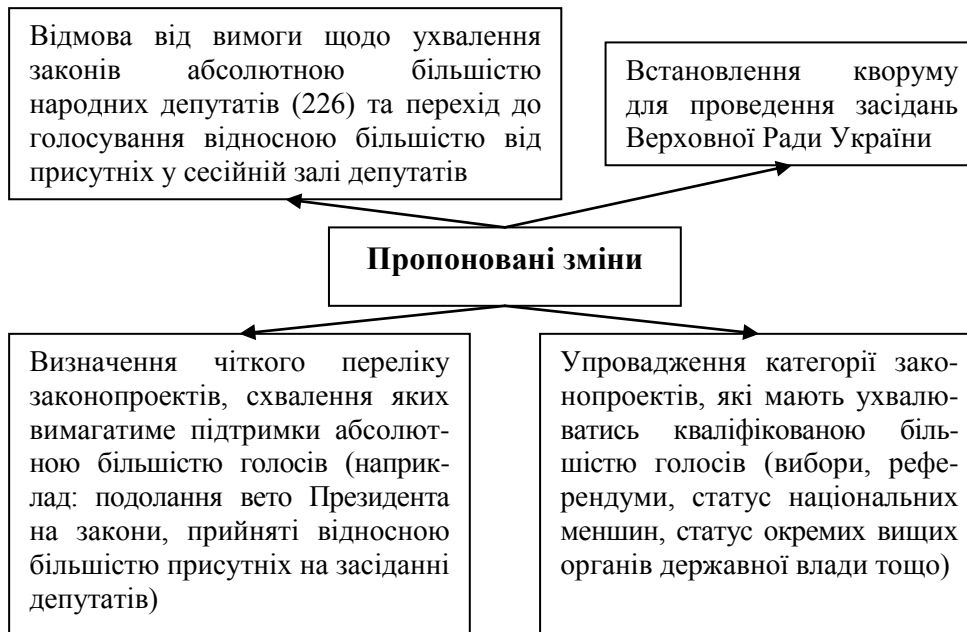 Відмова від вимоги щодо ухвалення
законів абсолютною більшістю
народних депутатів (226) та перехід до
голосування відносною більшістю від
присутніх у сесійній залі депутатів
Встановлення кворуму
для проведення засідань
Верховної Ради України
Пропоновані зміни
Визначення чіткого переліку
законопроектів, схвалення яких
вимагатиме підтримки абсолют-
ною більшістю голосів (наприк-
лад: подолання вето Президента
на закони, прийняті відносною
більшістю присутніх на засіданні
депутатів)
Упровадження категорії зако-
нопроектів, які мають ухвалю-
ватись кваліфікованою біль-
шістю голосів (вибори, рефе-
рендуми, статус національних
меншин, статус окремих вищих
органів державної влади тощо)